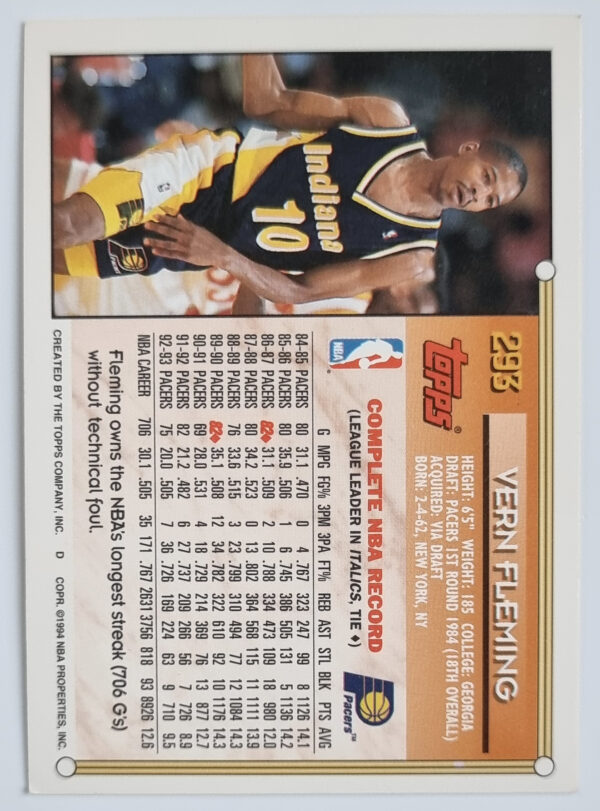 293
VERN FLEMING
topps®
HEIGHT: 6'5" WEIGHT: 185 COLLEGE: GEORGIA
DRAFT: PACERS 1ST ROUND 1984 (18TH OVERALL)
ACQUIRED: VIA DRAFT
BORN: 2-4-62, NEW YORK, NY
NBA
COMPLETE NBA RECORD
(LEAGUE LEADER IN ITALICS, TIE ♦)
Pacers™
G MPG FG% 3PM 3PA FT% REB AST STL BLK PTS AVG
84-85 PACERS 80 31.1 .470 0 4 .767 323 247 99 8 1126 14.1
85-86 PACERS 80 35.9 .506 1 6 .745 386 505 131 5 1136 14.2
86-87 PACERS 82♦ 31.1 .509 2 10 .788 334 473 109 18 980 12.0
87-88 PACERS 80 34.2 .523 0 13 .802 364 568 115 11 1111 13.9
88-89 PACERS 76 33.6 .515 3 23 .799 310 494 77 12 1084 14.3
89-90 PACERS 82♦ 35.1 .508 12 34 .782 322 610 92 10 1176 14.3
90-91 PACERS 69 28.0 .531 4 18 .729 214 369 76 13 877 12.7
91-92 PACERS 82 21.2 .482 6 27 .737 209 266 56 7 726 8.9
92-93 PACERS 75 20.0 .505 7 36 .726 169 224 63 9 710 9.5
NBA CAREER 706 30.1 .505 35 171 .767 2631 3756 818 93 8926 12.6
Fleming owns the NBA's longest streak (706 G's)
without technical foul.
CREATED BY THE TOPPS COMPANY, INC. D COPR. ©1994 NBA PROPERTIES, INC.
Indiana
10